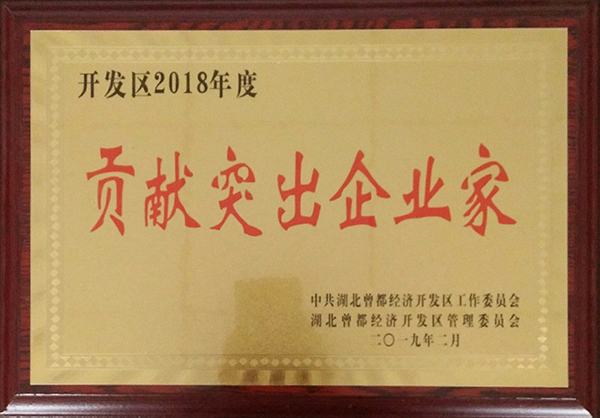 开发区2018年度
贡献突出企业家
中共湖北曾都经济开发区工作委员会
湖北曾都经济开发区管理委员会
二〇一九年二月